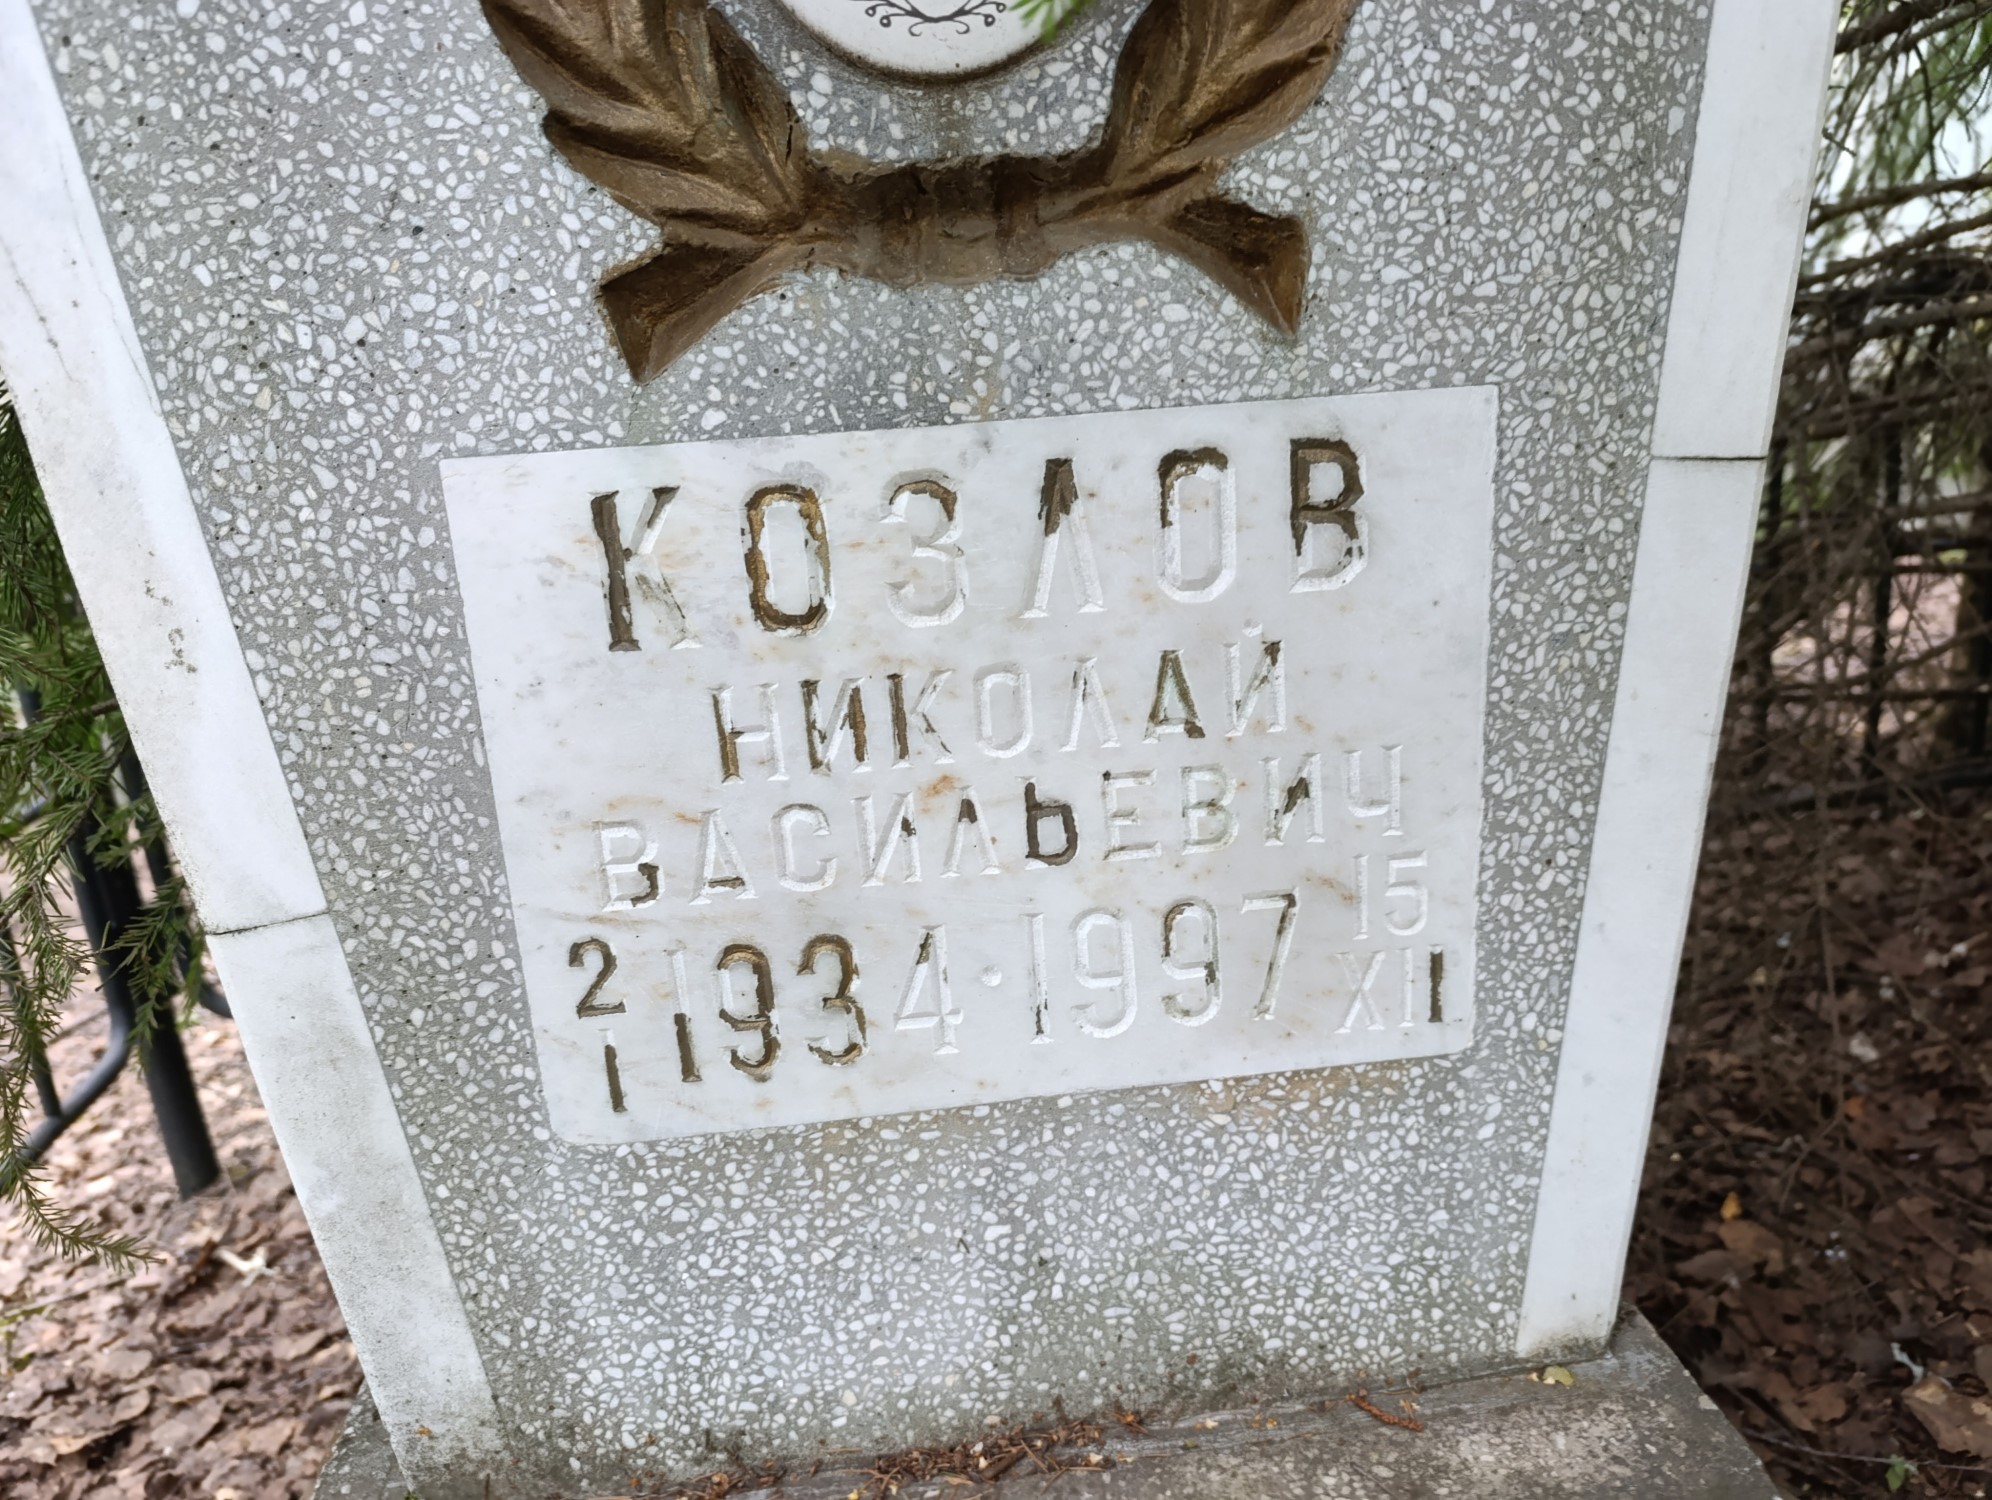 КОЗЛОВ
НИКОЛАЙ
ВАСИЛЬЕВИЧ
2 1934 · 1997 15
I XII